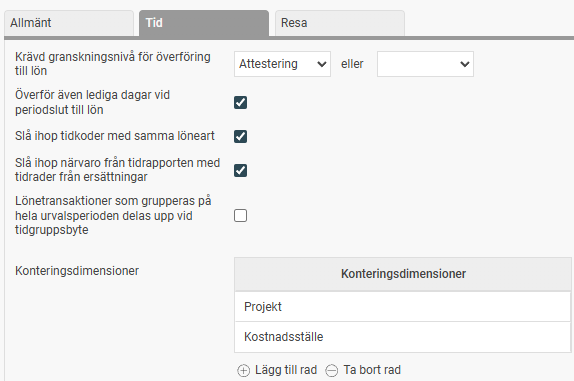 Allmänt Tid Resa
Krävd granskningsnivå för överföring
till lön
Attestering eller
Överför även lediga dagar vid
periodslut till lön
Slå ihop tidkoder med samma löneart
Slå ihop närvaro från tidrapporten med
tidrader från ersättningar
Lönetransaktioner som grupperas på
hela urvalsperioden delas upp vid
tidgruppsbyte
Konteringsdimensioner
Konteringsdimensioner
Projekt
Kostnadsställe
Lägg till rad Ta bort rad